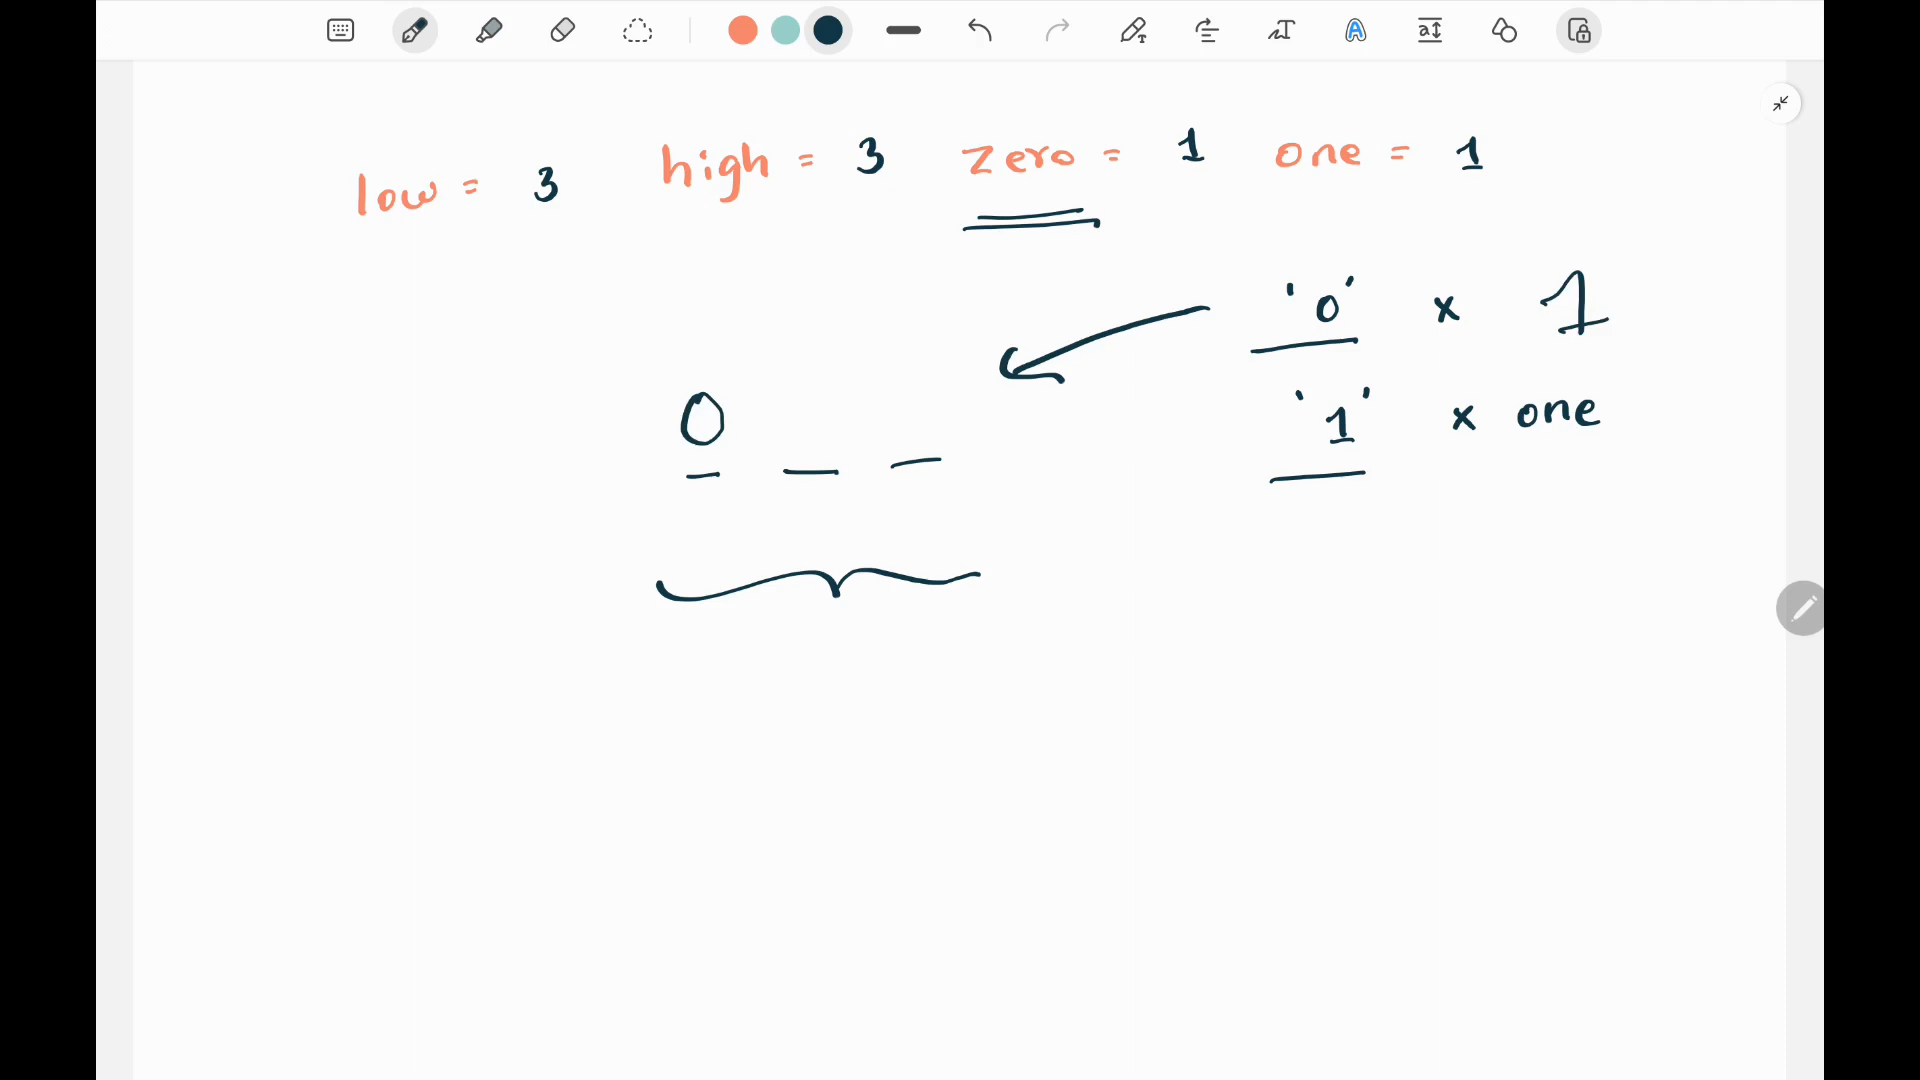 low = 3 high = 3 zero = 1 one = 1
'0' x 1
0
'1' x one